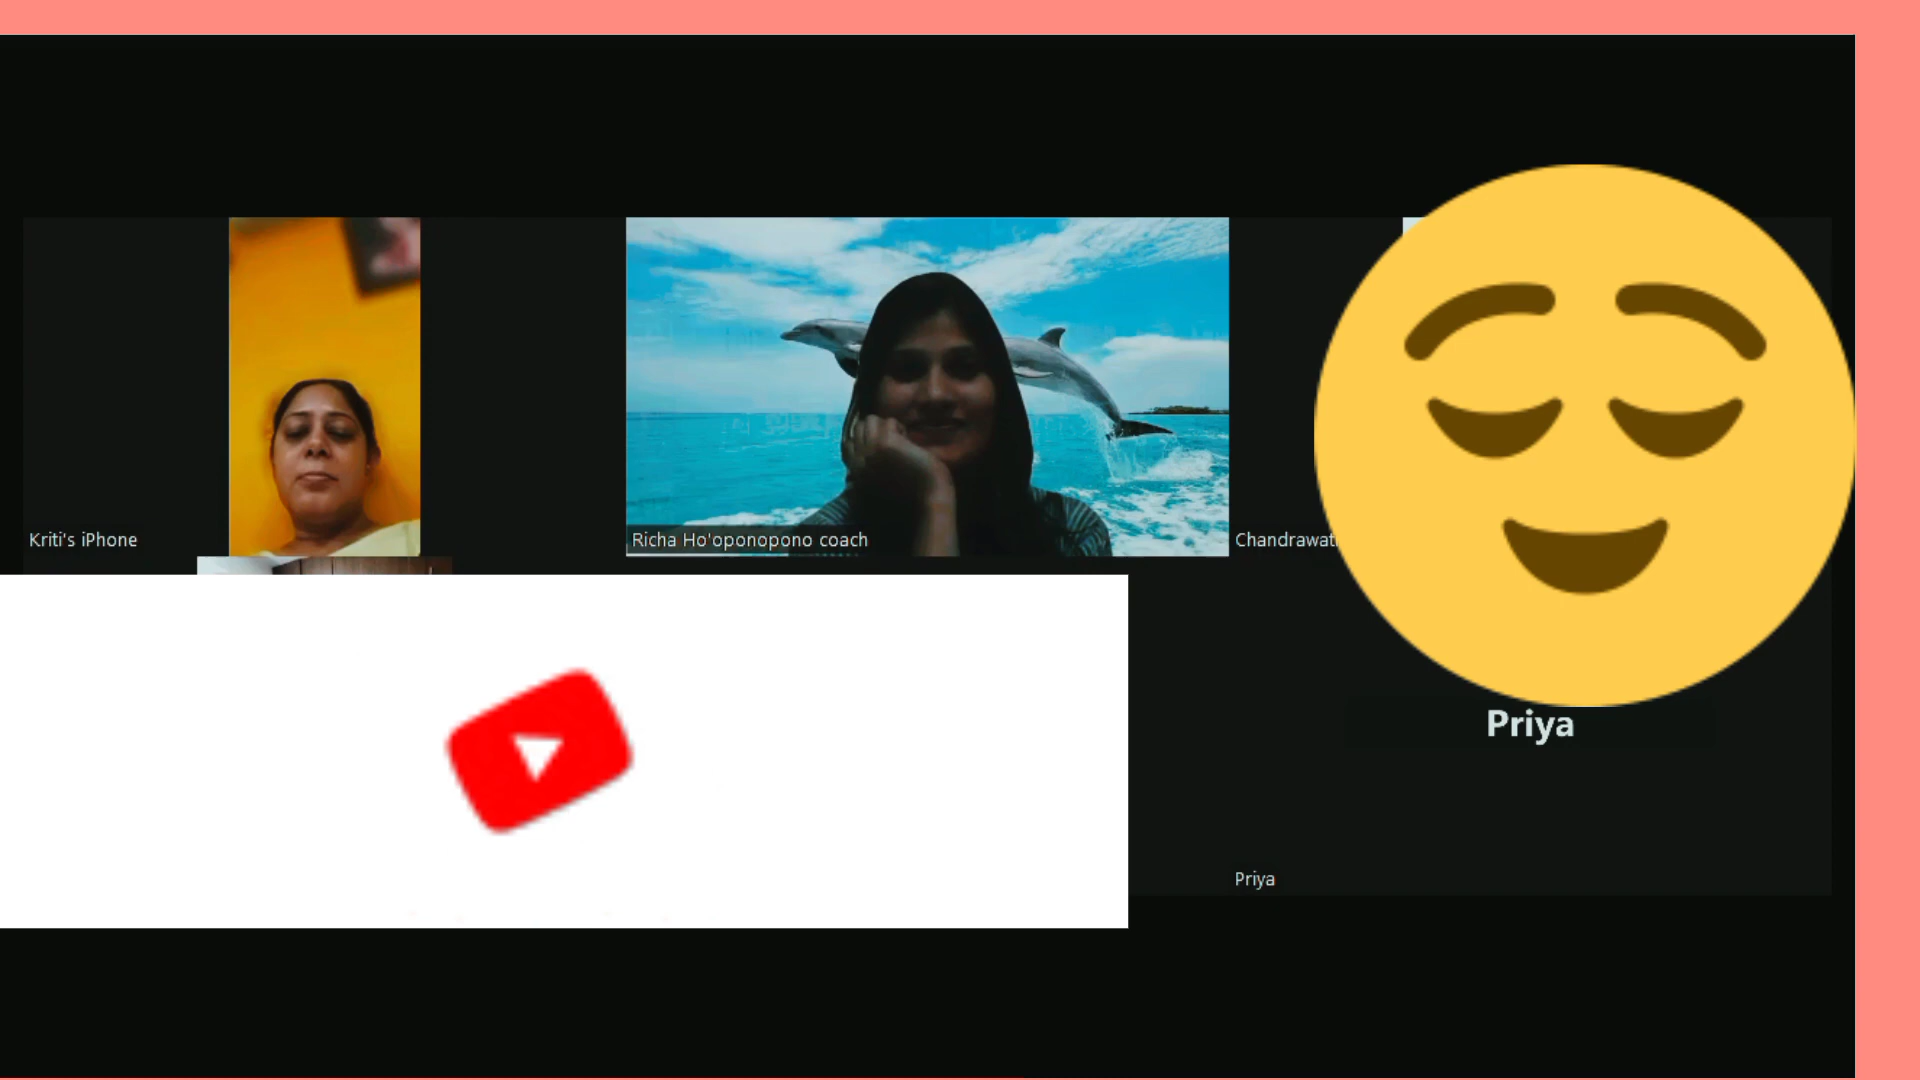 Kriti's iPhone
Richa Ho'oponopono coach
Chandrawat
Priya
Priya